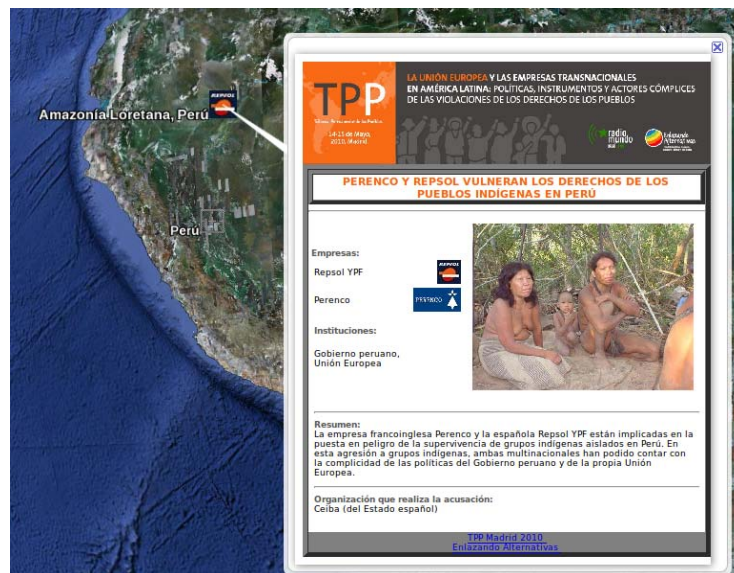 Amazonía Loretana, Perú
REPSOL
Perú
TPP
14-15 de Mayo,
2010, Madrid
LA UNIÓN EUROPEA Y LAS EMPRESAS TRANSNACIONALES
EN AMÉRICA LATINA: POLÍTICAS, INSTRUMENTOS Y ACTORES CÓMPLICES
DE LAS VIOLACIONES DE LOS DERECHOS DE LOS PUEBLOS
radio
mundo
Enlazando
Alternativas
PERENCO Y REPSOL VULNERAN LOS DERECHOS DE LOS
PUEBLOS INDÍGENAS EN PERÚ
Empresas:
Repsol YPF
REPSOL
Perenco
PERENCO
Instituciones:
Gobierno peruano,
Unión Europea
Resumen:
La empresa francoinglesa Perenco y la española Repsol YPF están implicadas en la
puesta en peligro de la supervivencia de grupos indígenas aislados en Perú. En
esta agresión a grupos indígenas, ambas multinacionales han podido contar con
la complicidad de las políticas del Gobierno peruano y de la propia Unión
Europea.
Organización que realiza la acusación:
Ceiba (del Estado español)
TPP Madrid 2010
Enlazando Alternativas